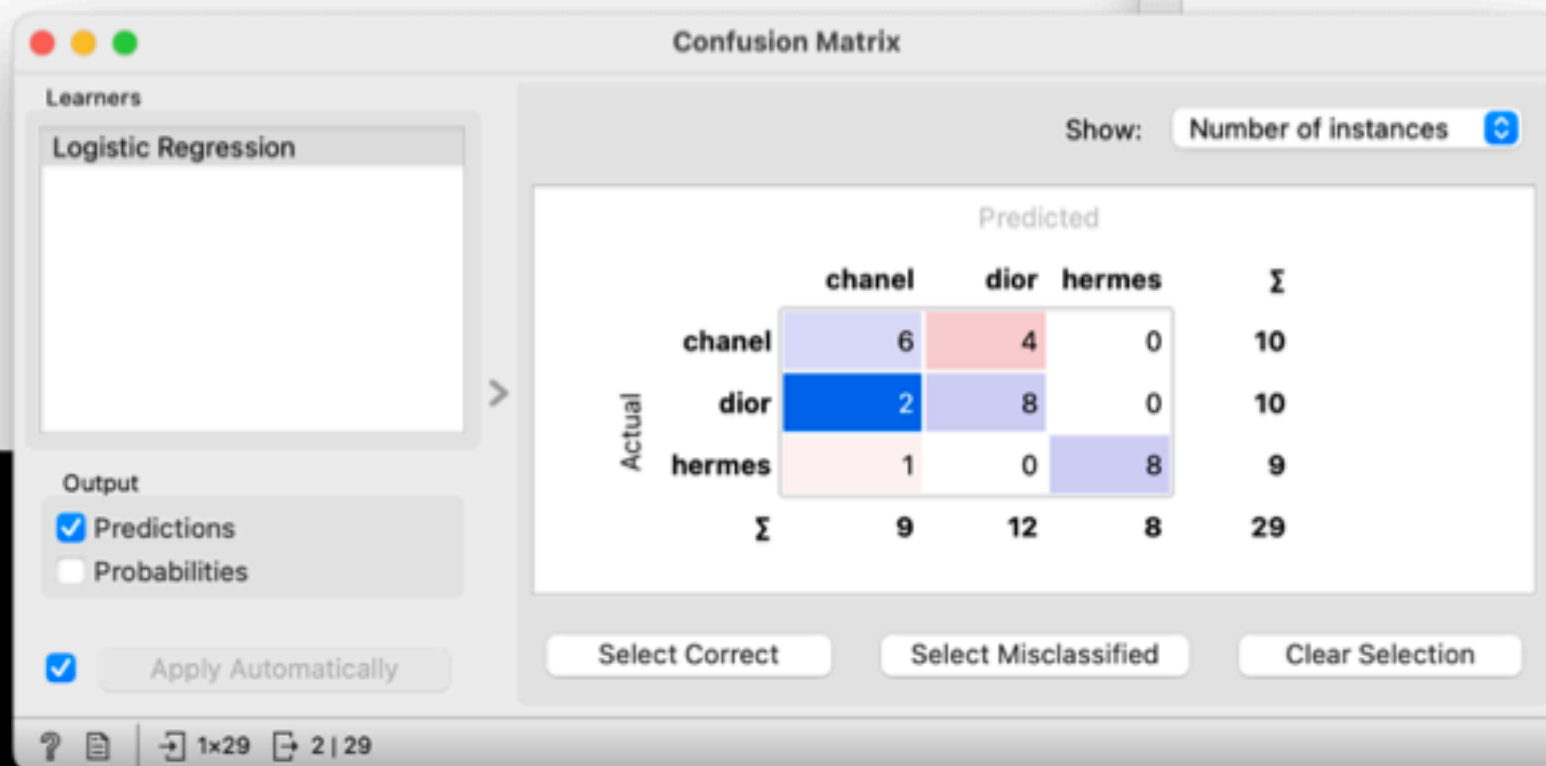 Confusion Matrix
Learners
Logistic Regression
Show: Number of instances
Predicted
chanel dior hermes Σ
chanel 6 4 0 10
dior 2 8 0 10
Actual
hermes 1 0 8 9
Σ 9 12 8 29
Output
Predictions
Probabilities
Apply Automatically
Select Correct Select Misclassified Clear Selection
? 1×29 2 | 29